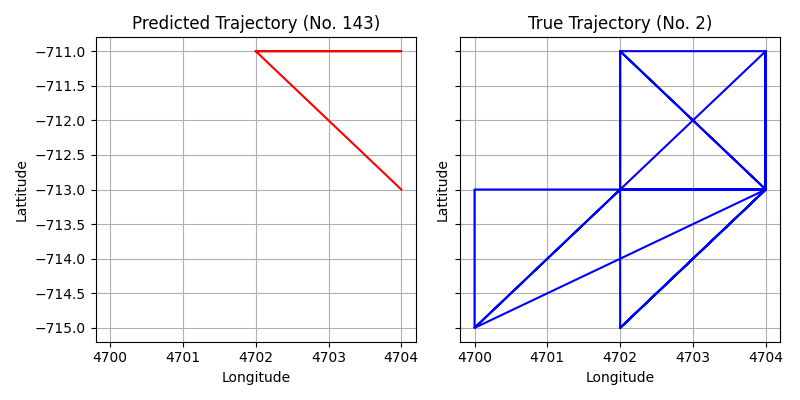 Predicted Trajectory (No. 143)
−711.0
−711.5
−712.0
−712.5
−713.0
−713.5
−714.0
−714.5
−715.0
Lattitude
4700 4701 4702 4703 4704
Longitude
True Trajectory (No. 2)
Lattitude
4700 4701 4702 4703 4704
Longitude